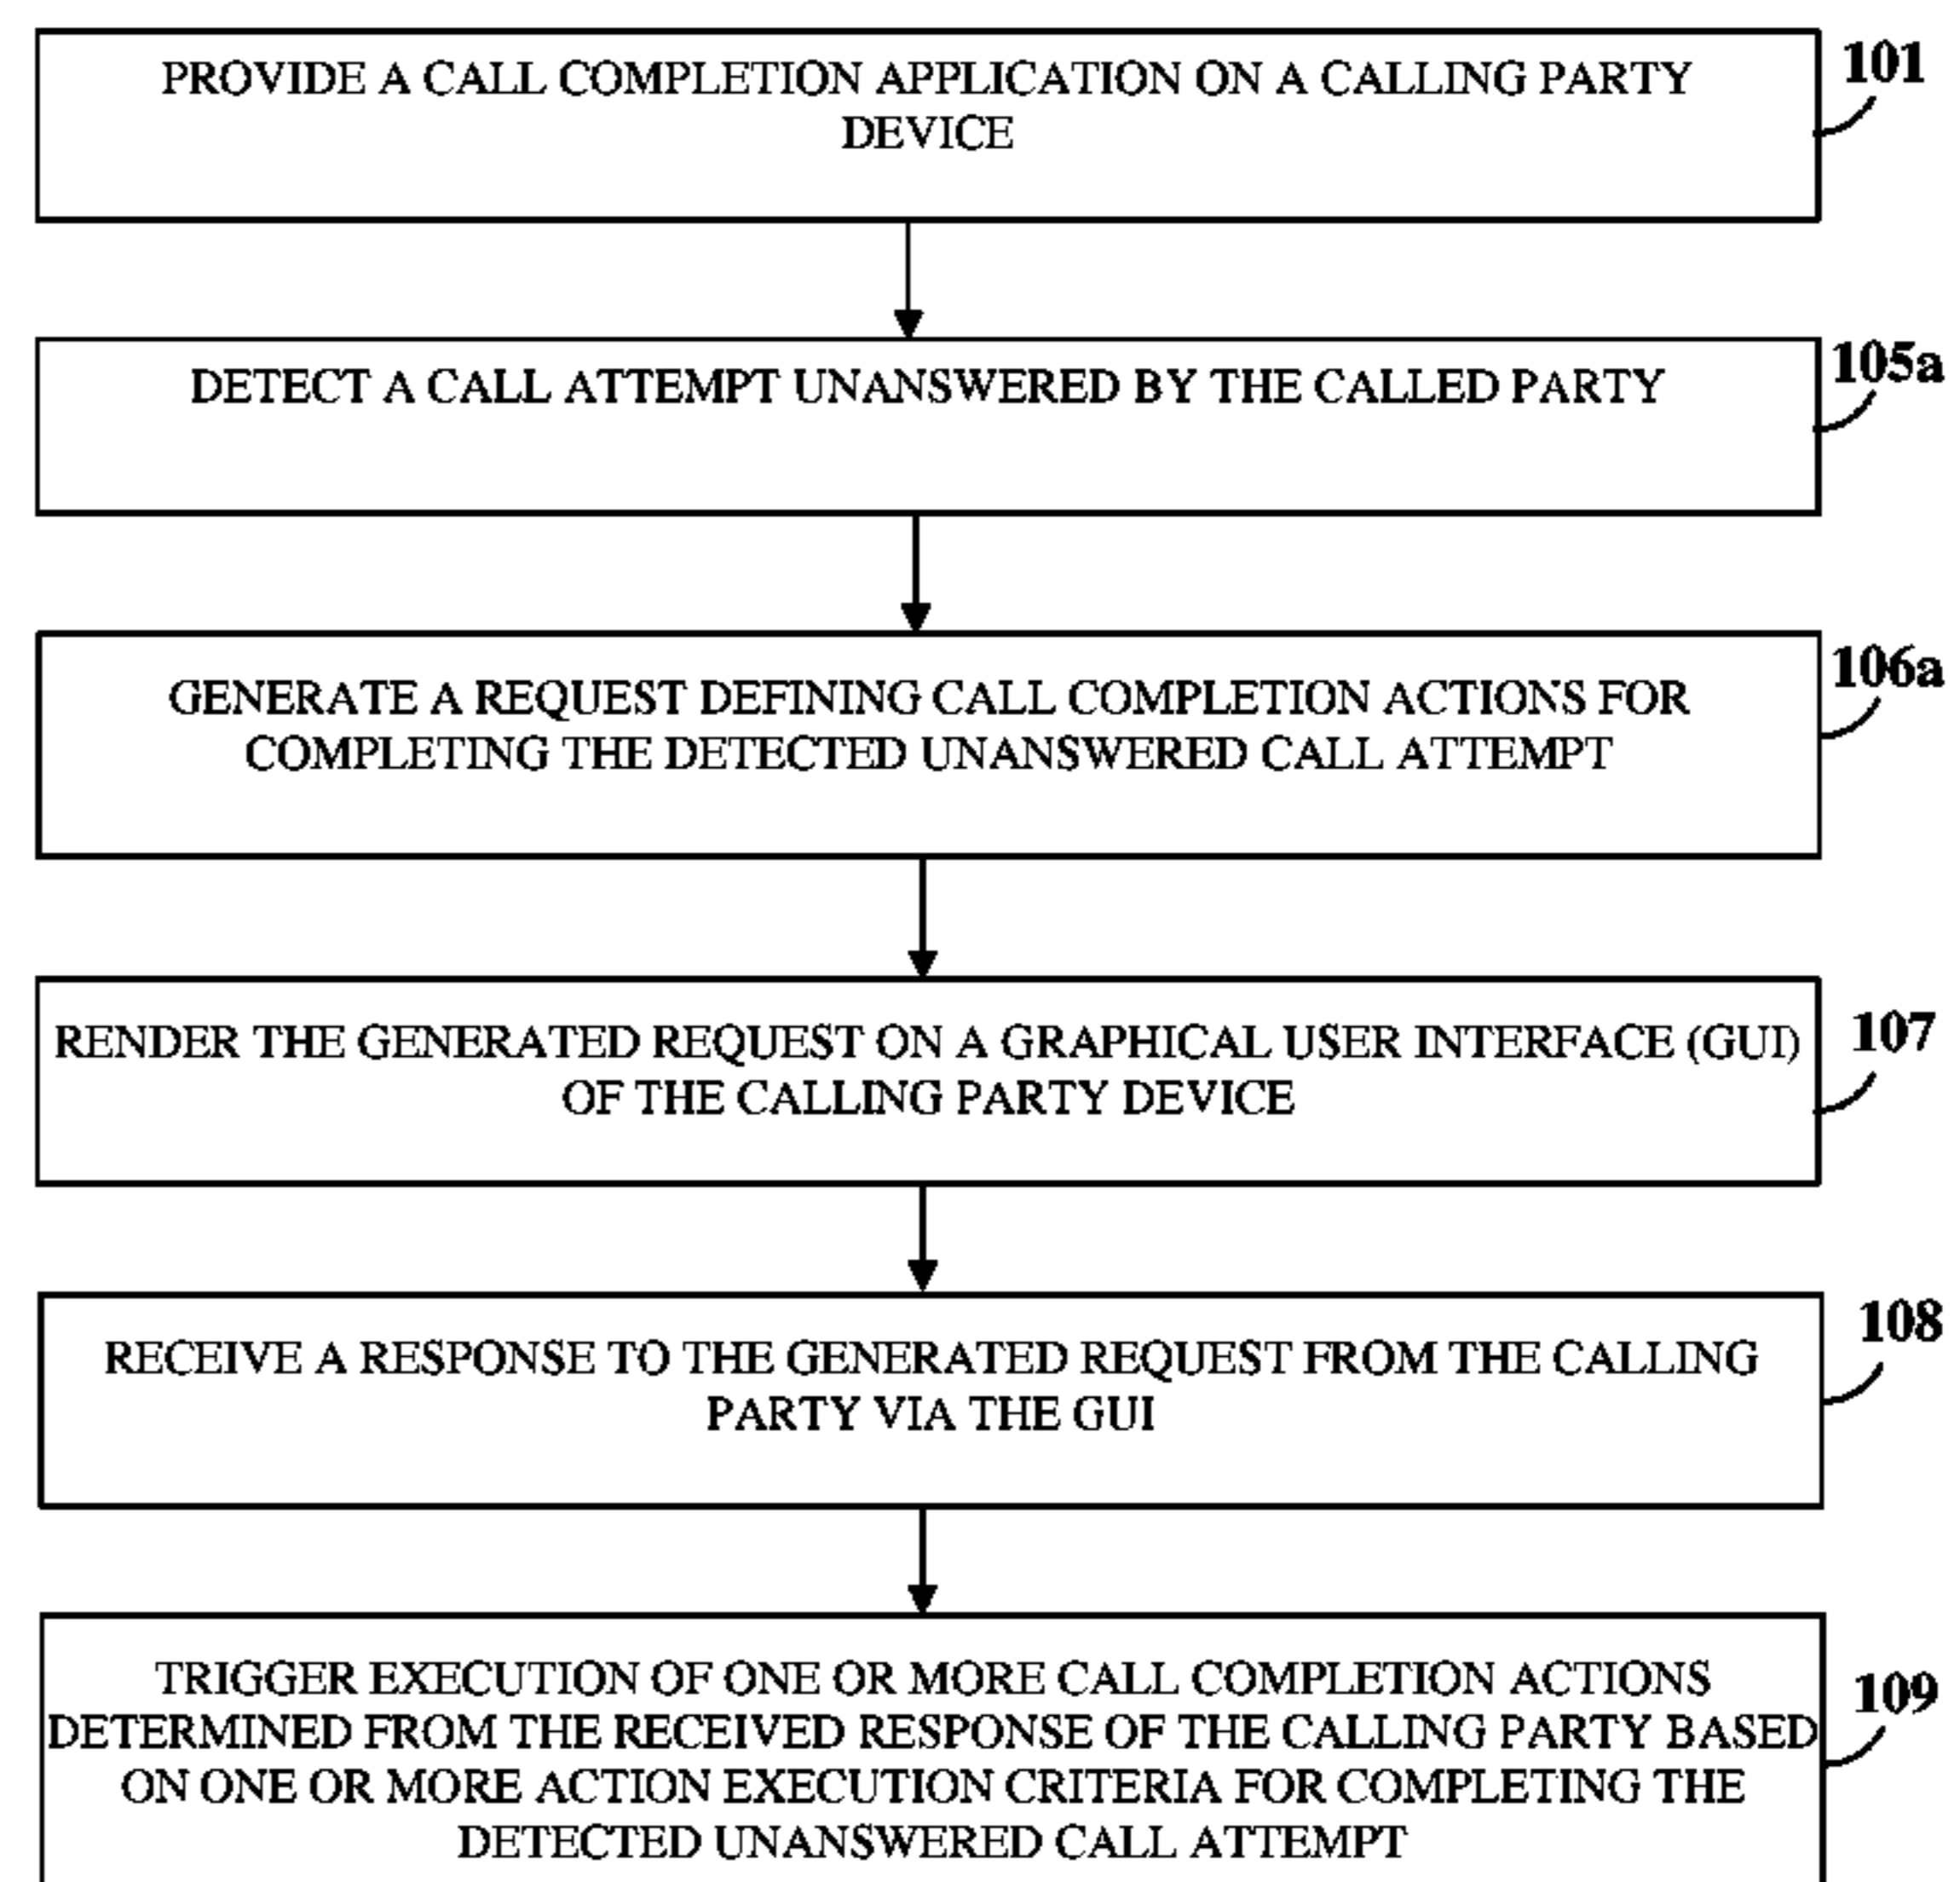 PROVIDE A CALL COMPLETION APPLICATION ON A CALLING PARTY
DEVICE
101
DETECT A CALL ATTEMPT UNANSWERED BY THE CALLED PARTY
105a
GENERATE A REQUEST DEFINING CALL COMPLETION ACTIONS FOR
COMPLETING THE DETECTED UNANSWERED CALL ATTEMPT
106a
RENDER THE GENERATED REQUEST ON A GRAPHICAL USER INTERFACE (GUI)
OF THE CALLING PARTY DEVICE
107
RECEIVE A RESPONSE TO THE GENERATED REQUEST FROM THE CALLING
PARTY VIA THE GUI
108
TRIGGER EXECUTION OF ONE OR MORE CALL COMPLETION ACTIONS
DETERMINED FROM THE RECEIVED RESPONSE OF THE CALLING PARTY BASED
ON ONE OR MORE ACTION EXECUTION CRITERIA FOR COMPLETING THE
DETECTED UNANSWERED CALL ATTEMPT
109